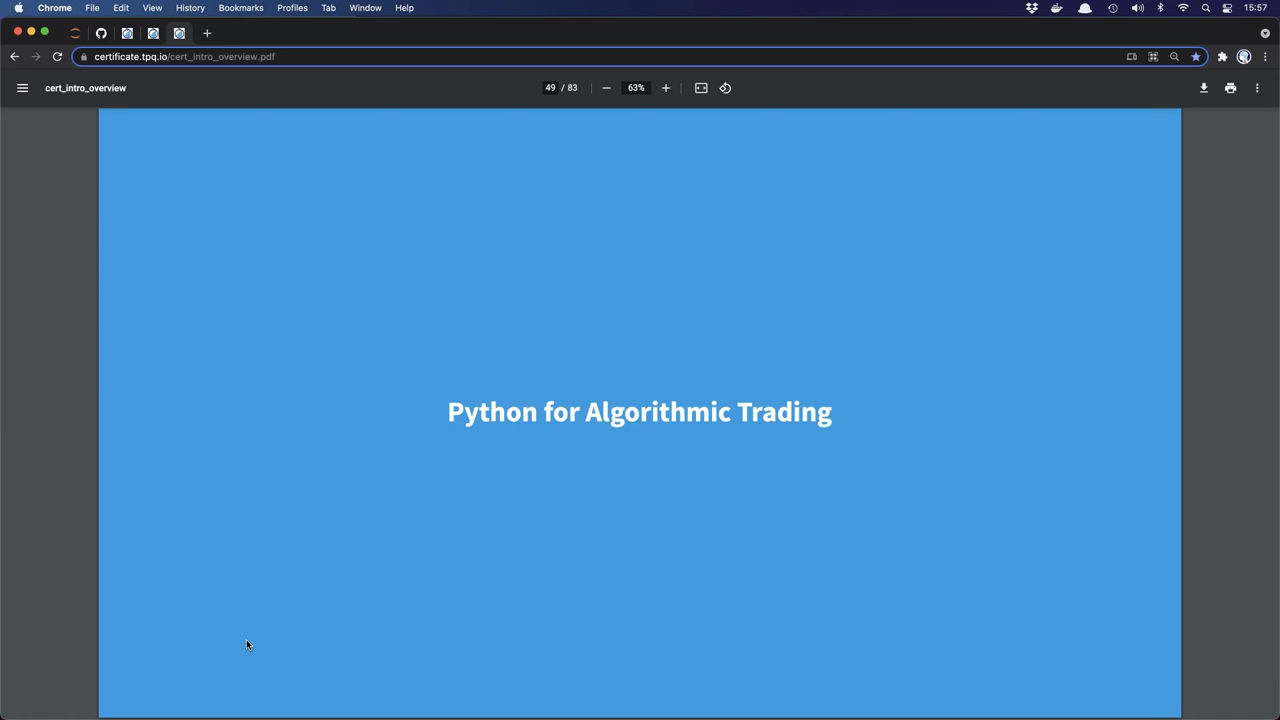 Chrome File Edit View History Bookmarks Profiles Tab Window Help 15:57
certificate.tpq.io/cert_intro_overview.pdf
cert_intro_overview 49 / 83 63%
Python for Algorithmic Trading